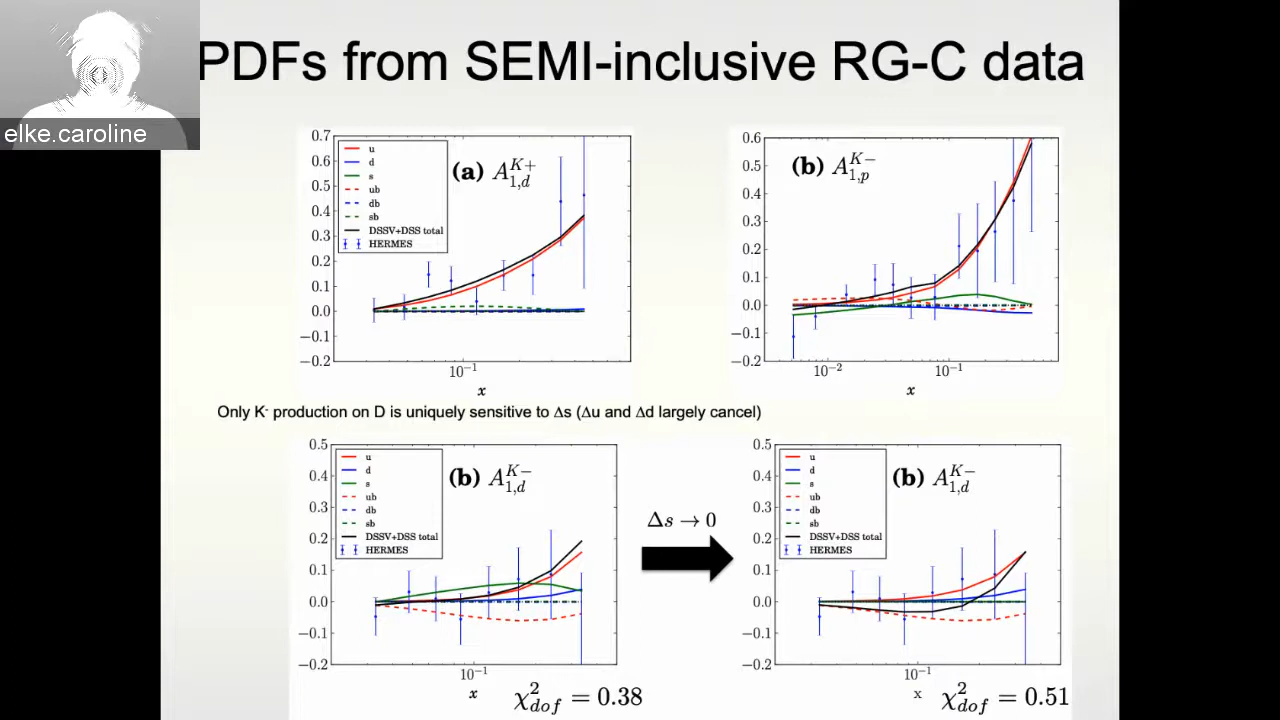 PDFs from SEMI-inclusive RG-C data
elke.caroline
0.7
0.6
0.5
0.4
0.3
0.2
0.1
0.0
−0.1
−0.2
u
d
s
ub
db
sb
DSSV+DSS total
HERMES
(a) A_{1,d}^{K+}
10⁻¹
x
0.6
0.5
0.4
0.3
0.2
0.1
0.0
−0.1
−0.2
(b) A_{1,p}^{K−}
10⁻² 10⁻¹
x
Only K⁻ production on D is uniquely sensitive to Δs (Δu and Δd largely cancel)
0.5
0.4
0.3
0.2
0.1
0.0
−0.1
−0.2
u
d
s
ub
db
sb
DSSV+DSS total
HERMES
(b) A_{1,d}^{K−}
10⁻¹
x
χ²_{dof} = 0.38
Δs → 0
0.5
0.4
0.3
0.2
0.1
0.0
−0.1
−0.2
u
d
s
ub
db
sb
DSSV+DSS total
HERMES
(b) A_{1,d}^{K−}
10⁻¹
x
χ²_{dof} = 0.51